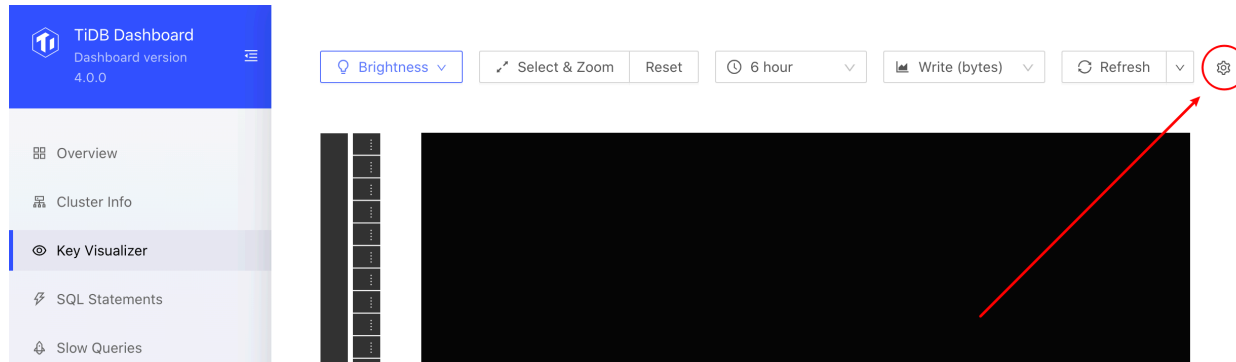 TiDB Dashboard
Dashboard version
4.0.0
Brightness
Select & Zoom
Reset
6 hour
Write (bytes)
Refresh
Overview
Cluster Info
Key Visualizer
SQL Statements
Slow Queries